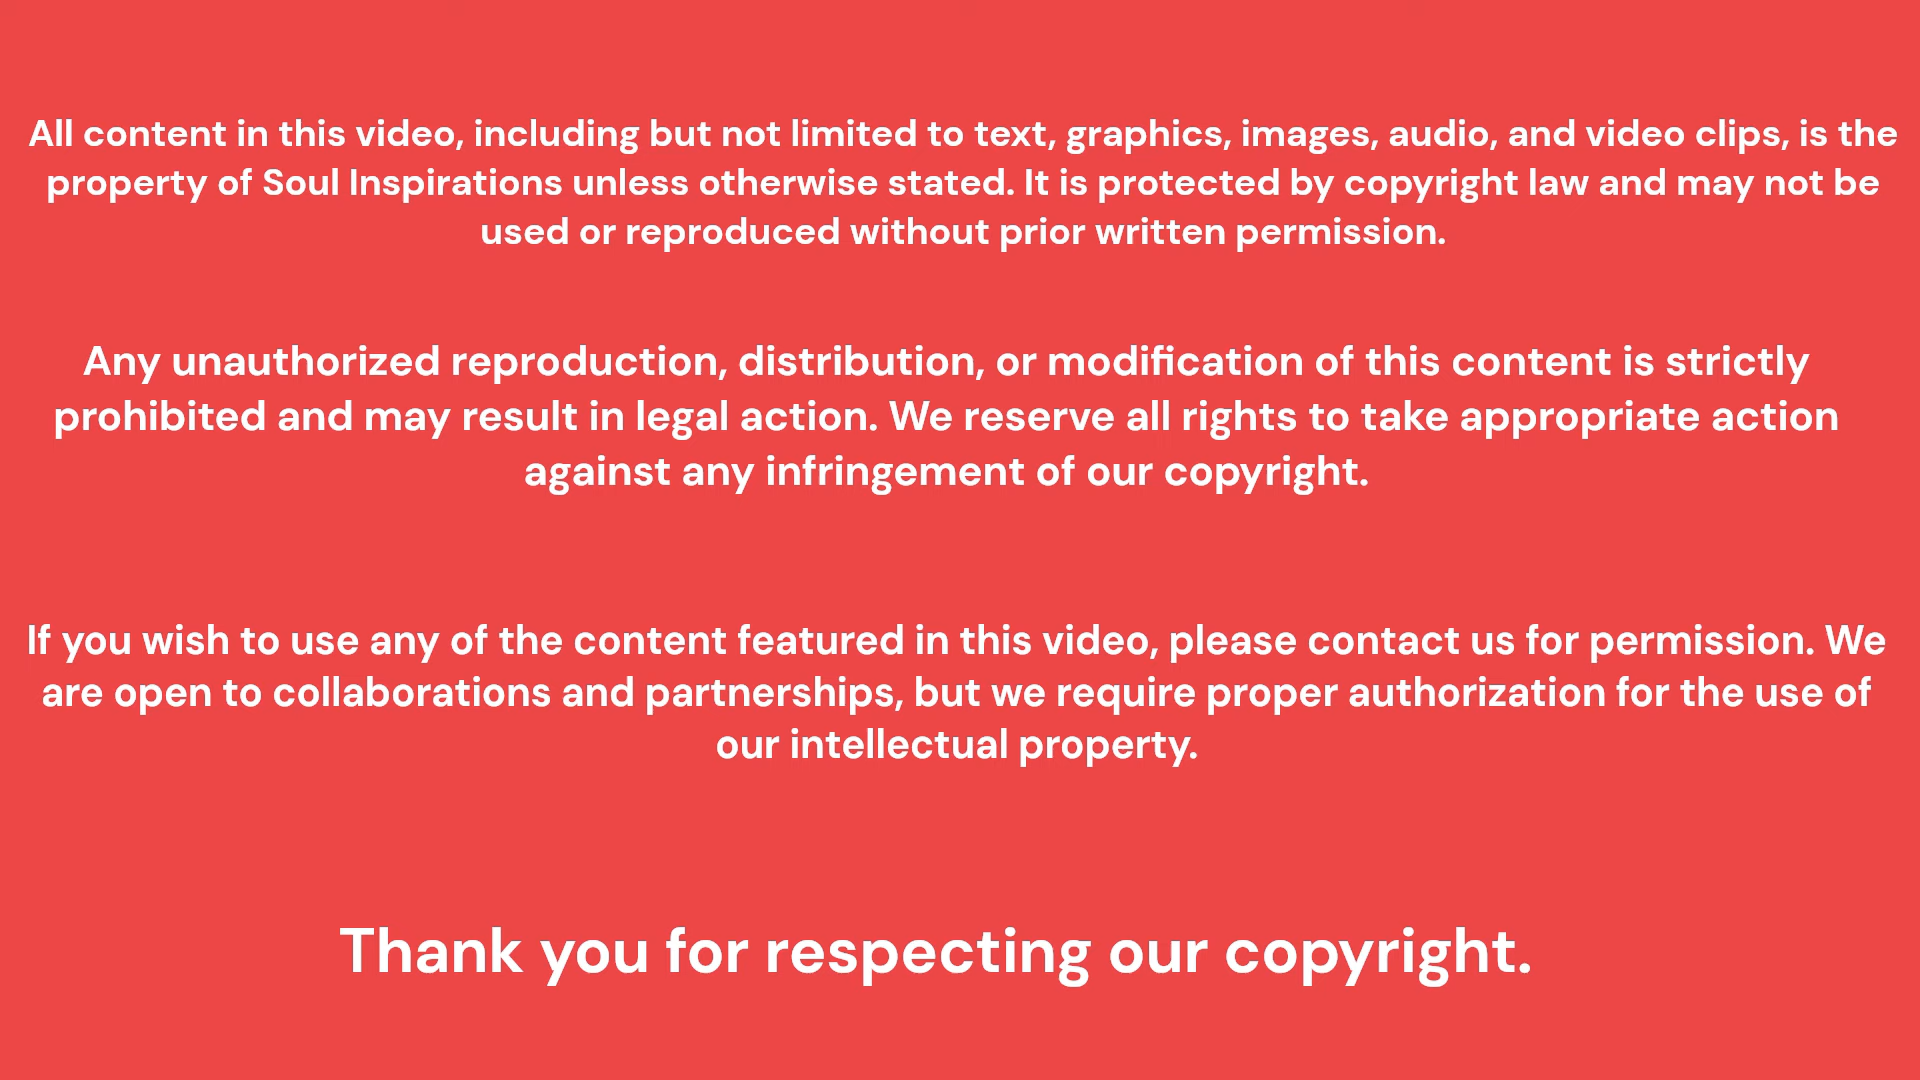 All content in this video, including but not limited to text, graphics, images, audio, and video clips, is the
property of Soul Inspirations unless otherwise stated. It is protected by copyright law and may not be
used or reproduced without prior written permission.
Any unauthorized reproduction, distribution, or modification of this content is strictly
prohibited and may result in legal action. We reserve all rights to take appropriate action
against any infringement of our copyright.
If you wish to use any of the content featured in this video, please contact us for permission. We
are open to collaborations and partnerships, but we require proper authorization for the use of
our intellectual property.
Thank you for respecting our copyright.